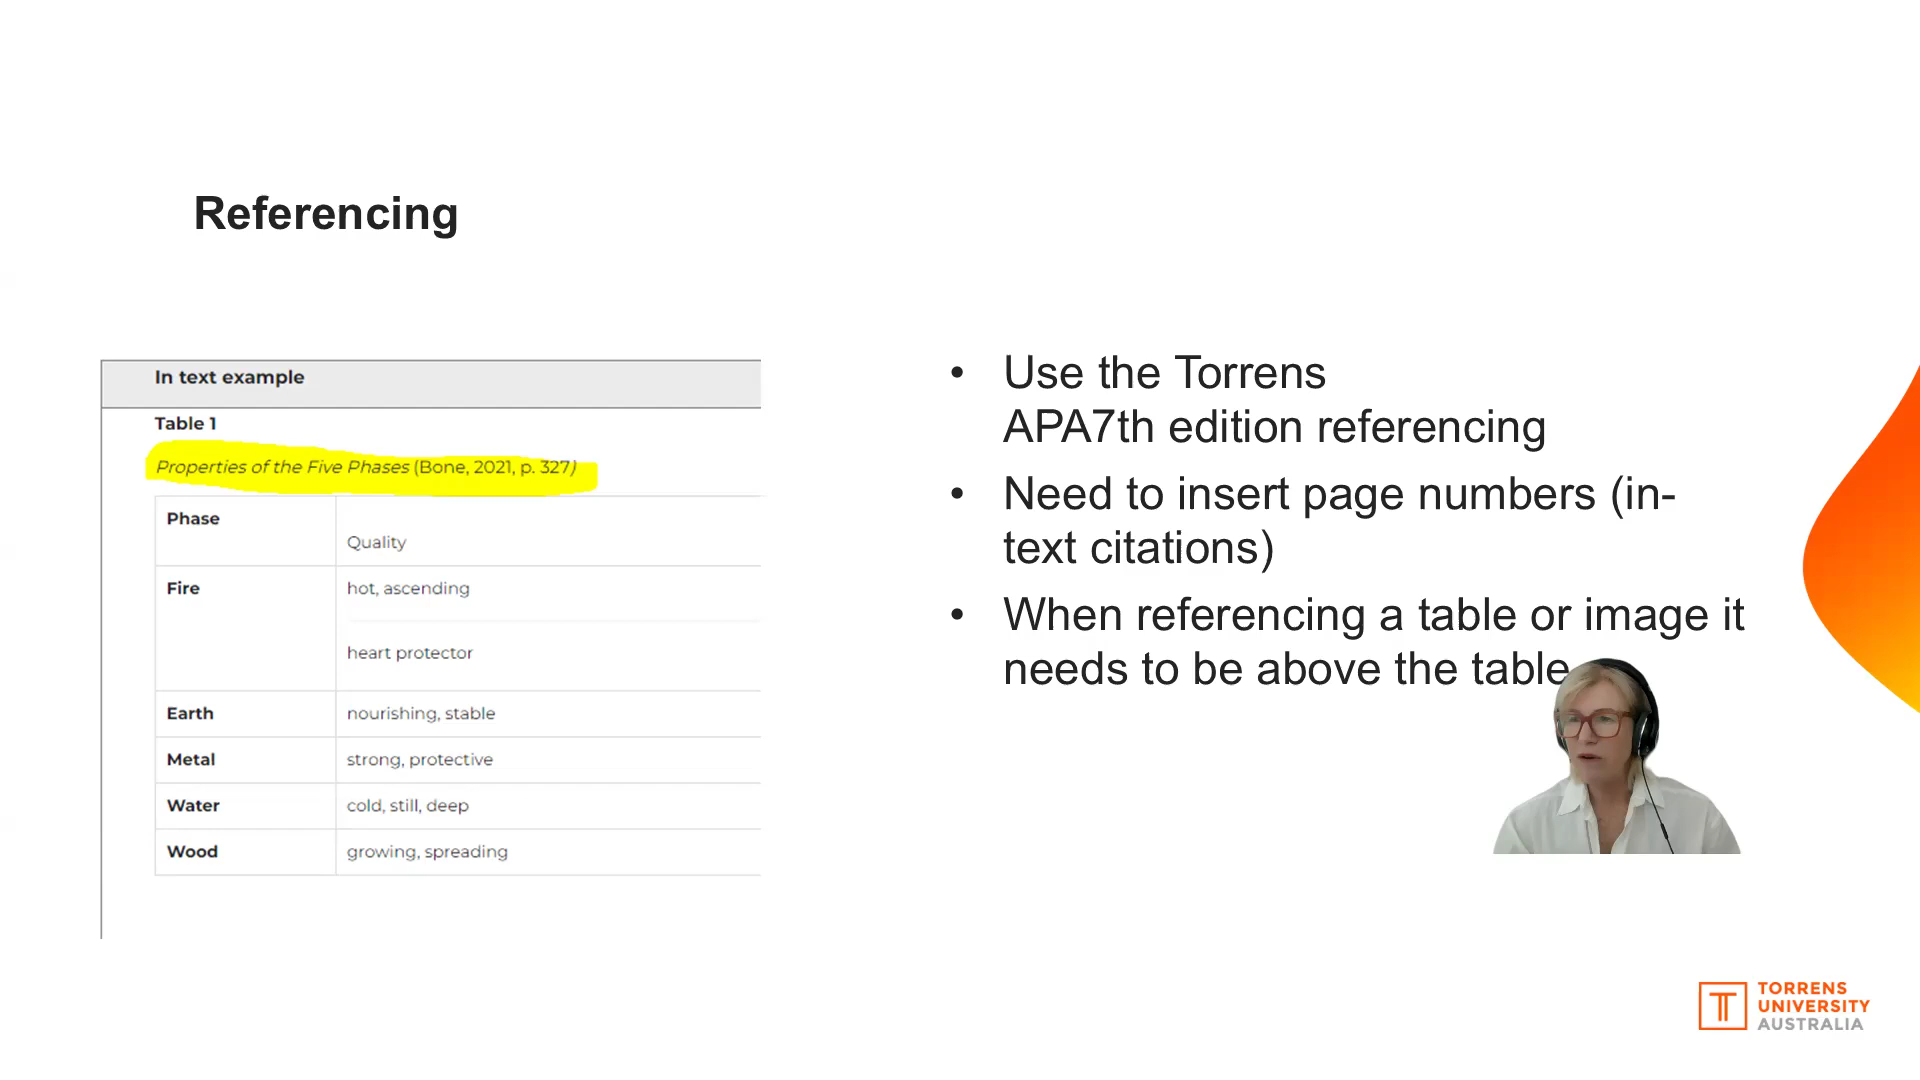 Referencing
In text example
Table 1
Properties of the Five Phases (Bone, 2021, p. 327)
Phase
Quality
Fire
hot, ascending
heart protector
Earth
nourishing, stable
Metal
strong, protective
Water
cold, still, deep
Wood
growing, spreading
• Use the Torrens
APA7th edition referencing
• Need to insert page numbers (in-
text citations)
• When referencing a table or image it
needs to be above the table
TORRENS
UNIVERSITY
AUSTRALIA